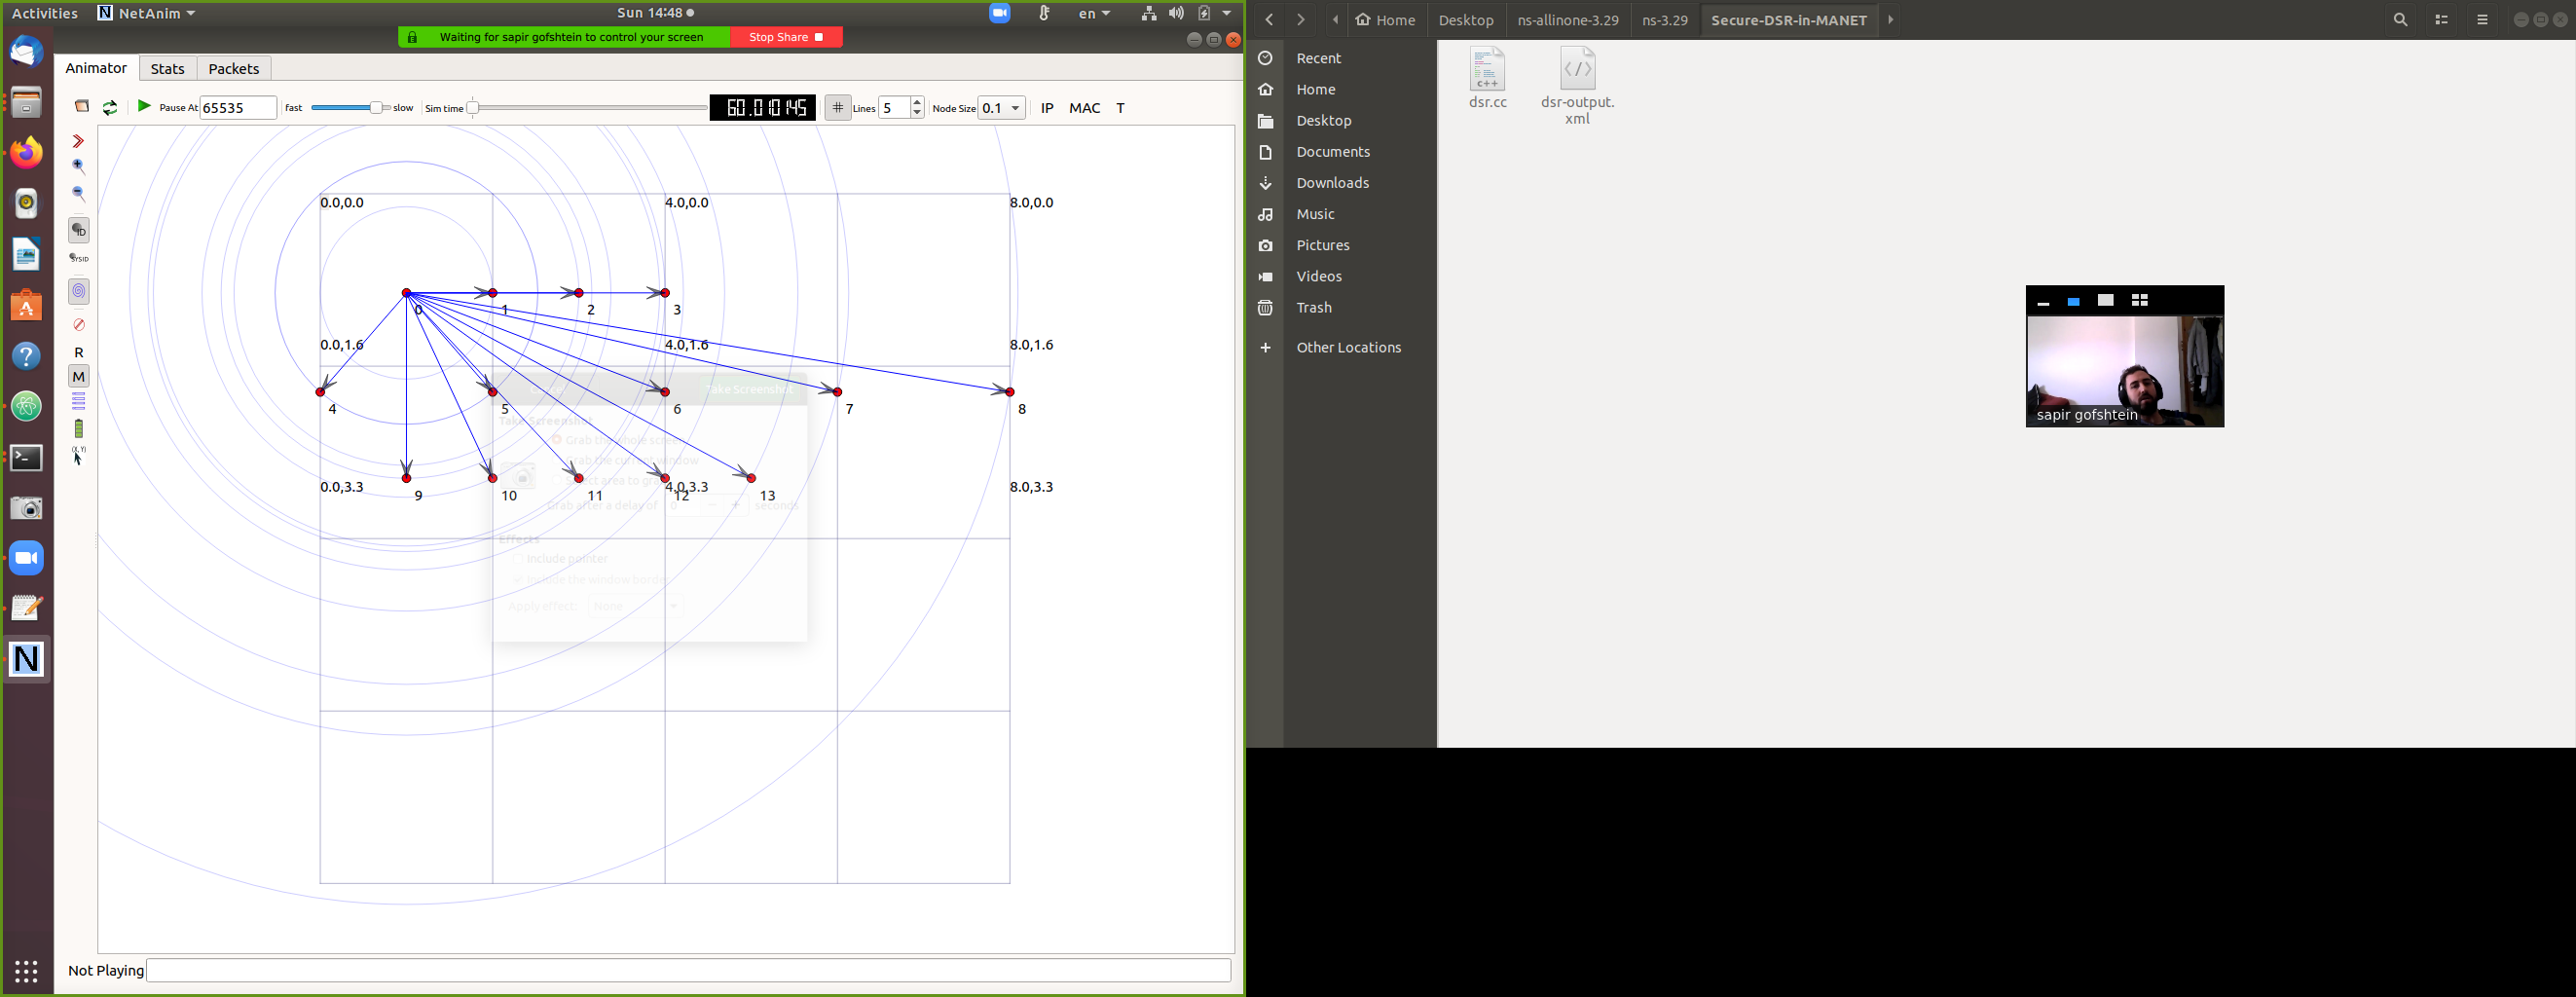 Activities NetAnim Sun 14:48 en
Waiting for sapir gofshtein to control your screen Stop Share
Animator Stats Packets
Pause At 65535 fast slow Sim time 60.010145 Lines 5 Node Size 0.1 IP MAC T
ID
SYSID
R
M
(X, Y)
0.0,0.0 4.0,0.0 8.0,0.0
0 1 2 3
0.0,1.6 4.0,1.6 8.0,1.6
4 5 6 7 8
Take Screenshot
Take Screenshot
Grab the whole screen
Grab the current window
Select area to grab
0.0,3.3 4.0,3.3 8.0,3.3
9 10 11 12 13
Grab after a delay of 0 - + seconds
Effects
Include pointer
Include the window border
Apply effect: None
Not Playing
Home Desktop ns-allinone-3.29 ns-3.29 Secure-DSR-in-MANET
Recent
Home
Desktop
Documents
Downloads
Music
Pictures
Videos
Trash
+ Other Locations
c++
dsr.cc
</>
dsr-output.
xml
sapir gofshtein
N